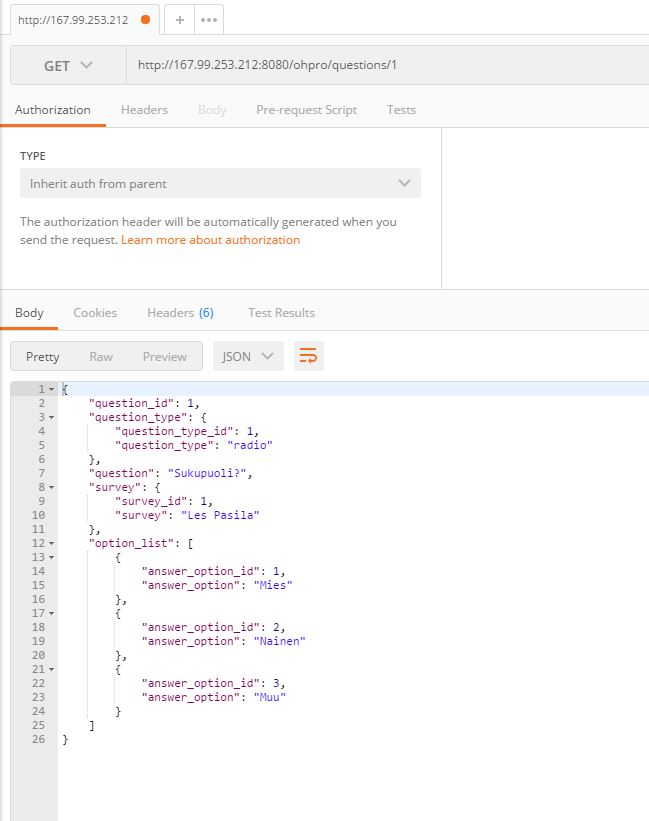 http://167.99.253.212
+
•••
GET
http://167.99.253.212:8080/ohpro/questions/1
Authorization Headers Body Pre-request Script Tests
TYPE
Inherit auth from parent
The authorization header will be automatically generated when you
send the request. Learn more about authorization
Body Cookies Headers (6) Test Results
Pretty Raw Preview JSON
1 {
2 "question_id": 1,
3 "question_type": {
4 "question_type_id": 1,
5 "question_type": "radio"
6 },
7 "question": "Sukupuoli?",
8 "survey": {
9 "survey_id": 1,
10 "survey": "Les Pasila"
11 },
12 "option_list": [
13 {
14 "answer_option_id": 1,
15 "answer_option": "Mies"
16 },
17 {
18 "answer_option_id": 2,
19 "answer_option": "Nainen"
20 },
21 {
22 "answer_option_id": 3,
23 "answer_option": "Muu"
24 }
25 ]
26 }